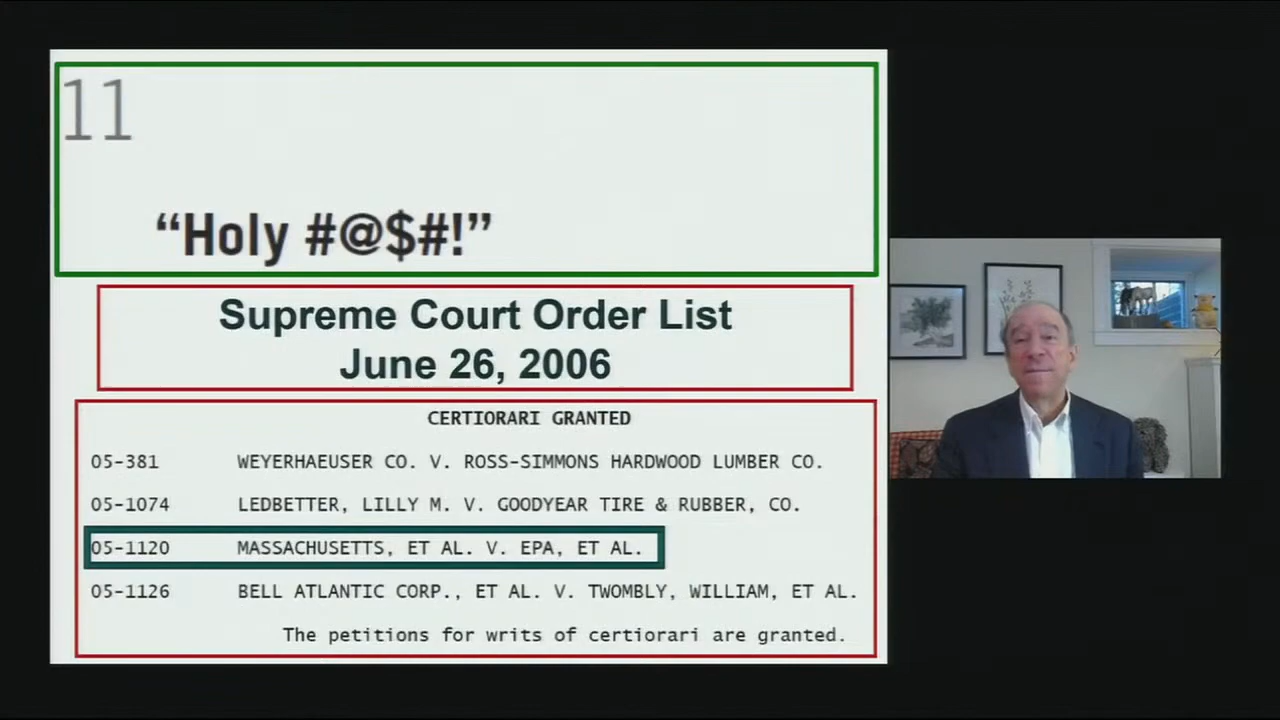 11
“Holy #@$#!”
Supreme Court Order List
June 26, 2006
CERTIORARI GRANTED
05-381 WEYERHAEUSER CO. V. ROSS-SIMMONS HARDWOOD LUMBER CO.
05-1074 LEDBETTER, LILLY M. V. GOODYEAR TIRE & RUBBER, CO.
05-1120 MASSACHUSETTS, ET AL. V. EPA, ET AL.
05-1126 BELL ATLANTIC CORP., ET AL. V. TWOMBLY, WILLIAM, ET AL.
The petitions for writs of certiorari are granted.